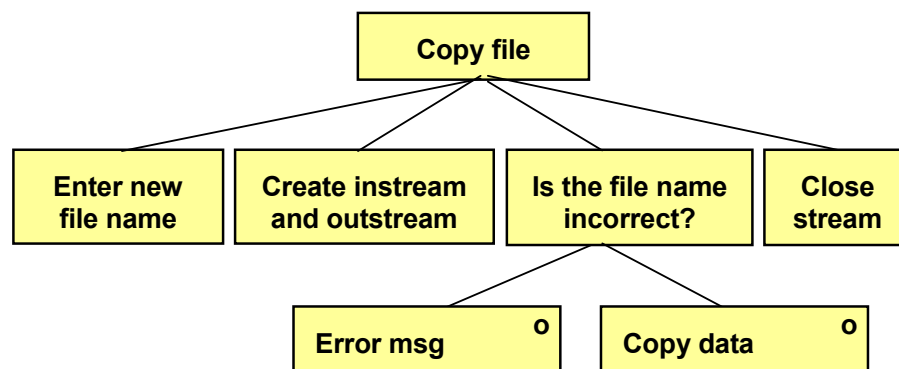 Copy file
Enter new
file name
Create instream
and outstream
Is the file name
incorrect?
Close
stream
Error msg
o
Copy data
o